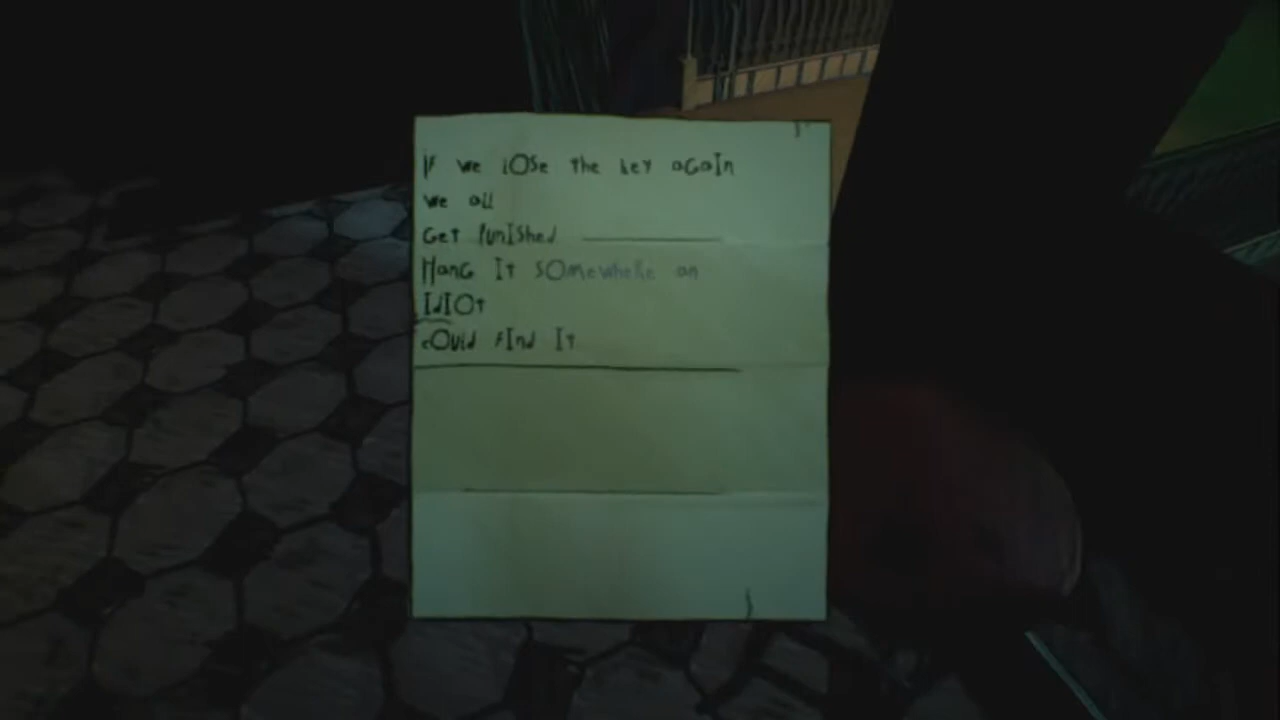 If we lOSe the key aGaIn
we all
GeT PunIShed
HanG IT SOmewheRe an
IdIOT
cOuld fInd IT